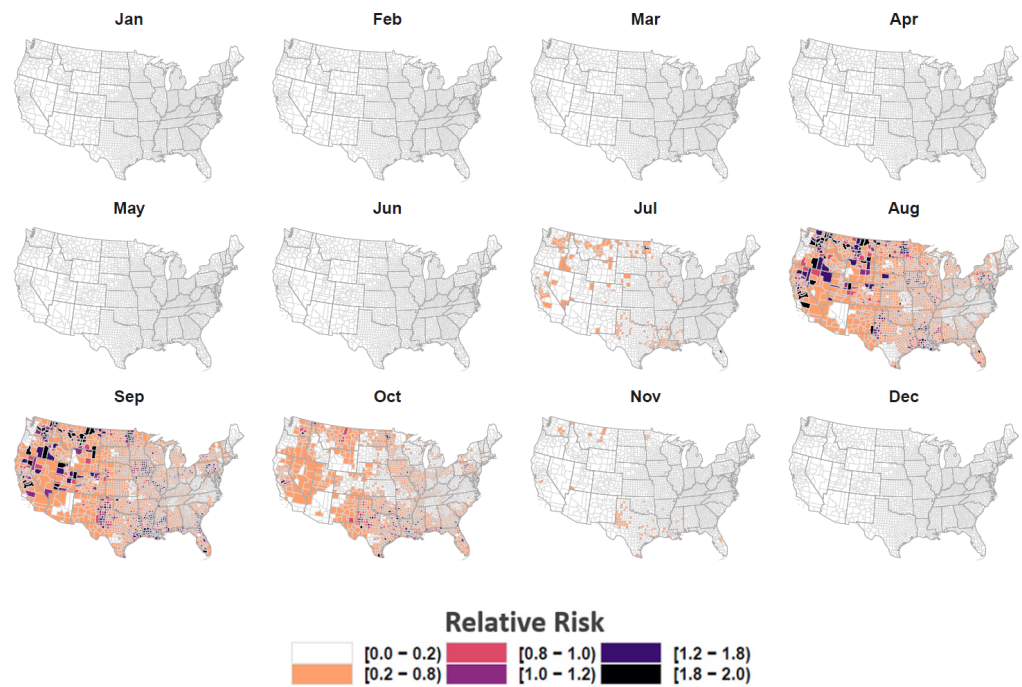 Jan Feb Mar Apr
May Jun Jul Aug
Sep Oct Nov Dec
Relative Risk
[0.0 − 0.2) [0.8 − 1.0) [1.2 − 1.8)
[0.2 − 0.8) [1.0 − 1.2) [1.8 − 2.0)